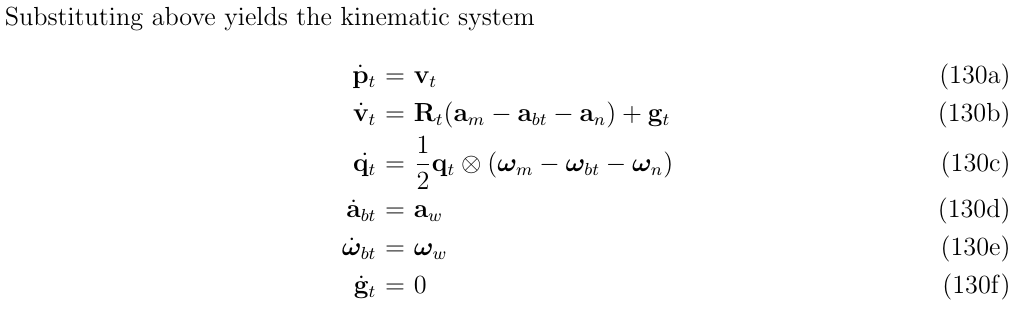 Substituting above yields the kinematic system
ṗ_t = v_t (130a)
v̇_t = R_t(a_m − a_bt − a_n) + g_t (130b)
q̇_t = 1/2 q_t ⊗ (ω_m − ω_bt − ω_n) (130c)
ȧ_bt = a_w (130d)
ω̇_bt = ω_w (130e)
ġ_t = 0 (130f)